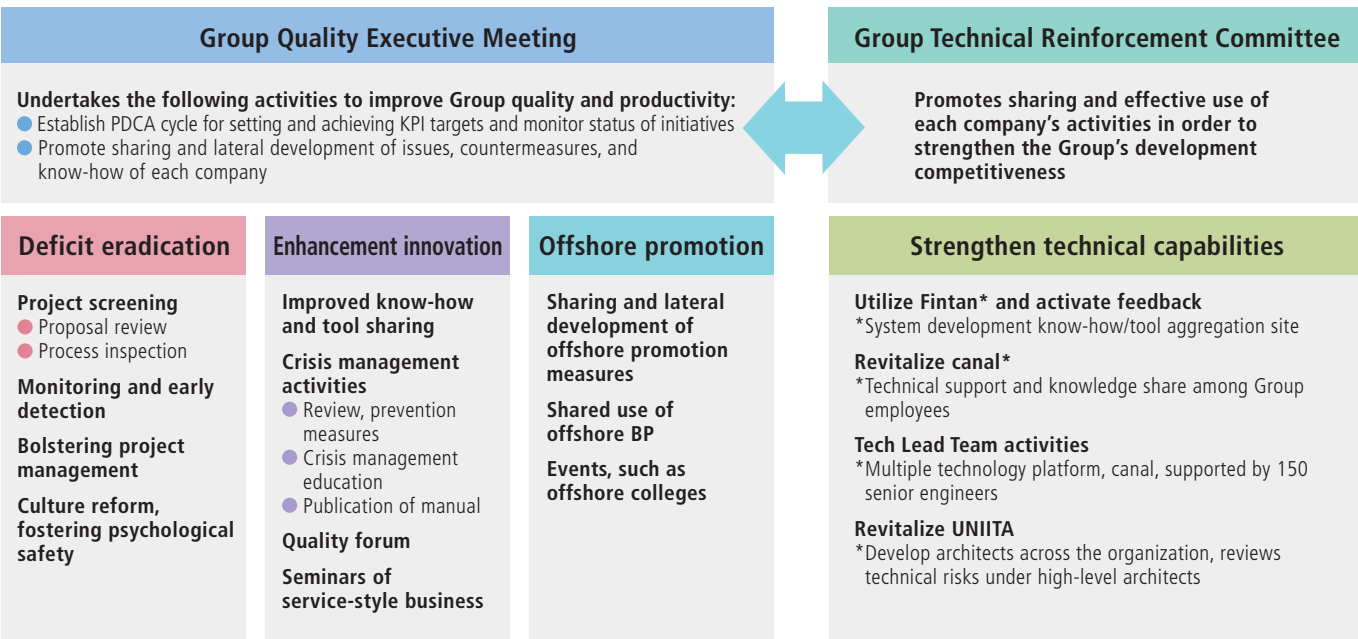 Group Quality Executive Meeting
Undertakes the following activities to improve Group quality and productivity:
● Establish PDCA cycle for setting and achieving KPI targets and monitor status of initiatives
● Promote sharing and lateral development of issues, countermeasures, and
know-how of each company
Group Technical Reinforcement Committee
Promotes sharing and effective use of
each company's activities in order to
strengthen the Group's development
competitiveness
Deficit eradication
Project screening
● Proposal review
● Process inspection
Monitoring and early
detection
Bolstering project
management
Culture reform,
fostering psychological
safety
Enhancement innovation
Improved know-how
and tool sharing
Crisis management
activities
● Review, prevention
measures
● Crisis management
education
● Publication of manual
Quality forum
Seminars of
service-style business
Offshore promotion
Sharing and lateral
development of
offshore promotion
measures
Shared use of
offshore BP
Events, such as
offshore colleges
Strengthen technical capabilities
Utilize Fintan* and activate feedback
*System development know-how/tool aggregation site
Revitalize canal*
*Technical support and knowledge share among Group
employees
Tech Lead Team activities
*Multiple technology platform, canal, supported by 150
senior engineers
Revitalize UNIITA
*Develop architects across the organization, reviews
technical risks under high-level architects